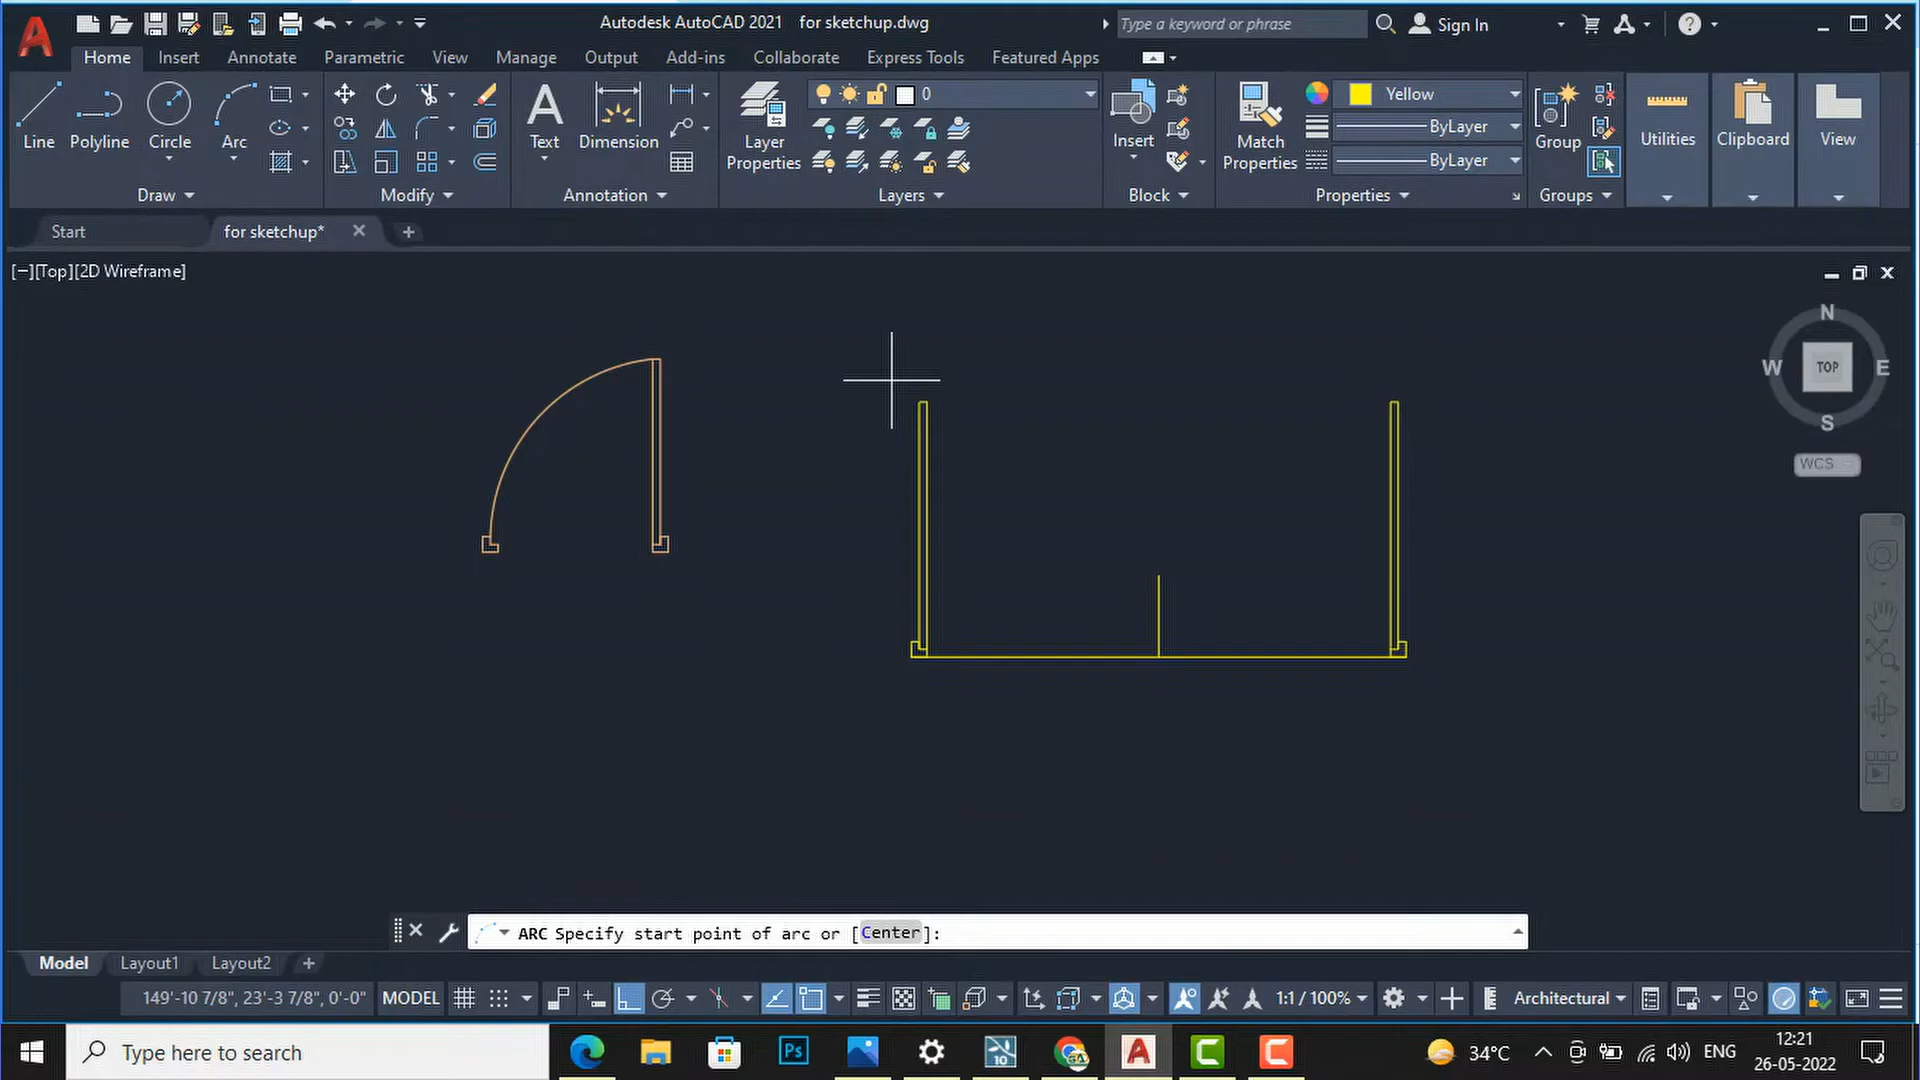 Autodesk AutoCAD 2021 for sketchup.dwg
Type a keyword or phrase
Sign In
Home Insert Annotate Parametric View Manage Output Add-ins Collaborate Express Tools Featured Apps
Line Polyline Circle Arc
Text Dimension
Layer Properties
0
Insert
Match Properties
Yellow
ByLayer
ByLayer
Group Utilities Clipboard View
Draw Modify Annotation Layers Block Properties Groups
Start for sketchup*
[−][Top][2D Wireframe]
N
W TOP E
S
WCS
ARC Specify start point of arc or [Center]:
Model Layout1 Layout2
149'-10 7/8", 23'-3 7/8", 0'-0" MODEL 1:1 / 100% Architectural
Type here to search
Ps
10
34°C
ENG
12:21
26-05-2022